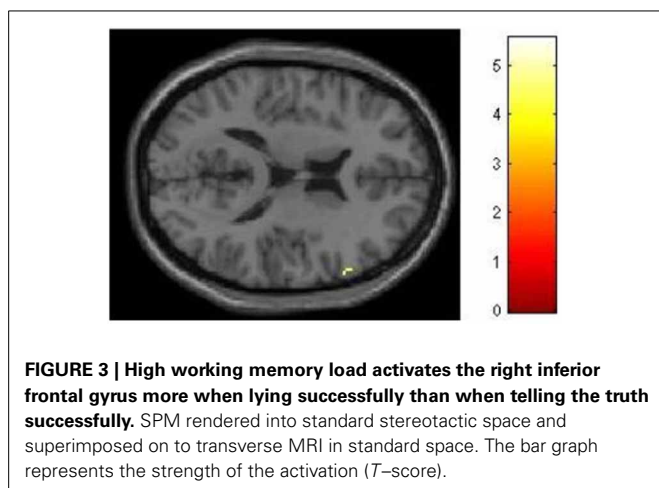 5
4
3
2
1
0
FIGURE 3 | High working memory load activates the right inferior
frontal gyrus more when lying successfully than when telling the truth
successfully. SPM rendered into standard stereotactic space and
superimposed on to transverse MRI in standard space. The bar graph
represents the strength of the activation (T–score).